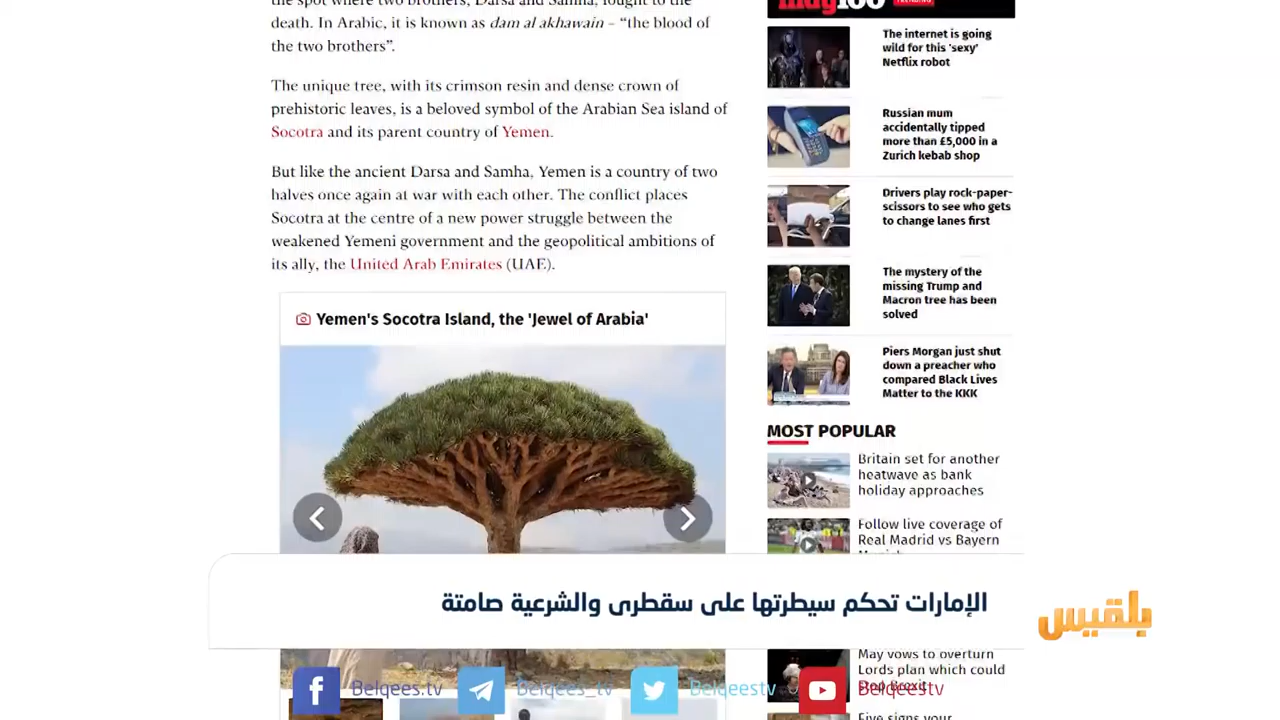 the spot where two brothers, Darsa and Samha, fought to the
death. In Arabic, it is known as dam al akhawain – “the blood of
the two brothers”.
The unique tree, with its crimson resin and dense crown of
prehistoric leaves, is a beloved symbol of the Arabian Sea island of
Socotra and its parent country of Yemen.
But like the ancient Darsa and Samha, Yemen is a country of two
halves once again at war with each other. The conflict places
Socotra at the centre of a new power struggle between the
weakened Yemeni government and the geopolitical ambitions of
its ally, the United Arab Emirates (UAE).
Yemen's Socotra Island, the 'Jewel of Arabia'
indy100
The internet is going
wild for this 'sexy'
Netflix robot
Russian mum
accidentally tipped
more than £5,000 in a
Zurich kebab shop
Drivers play rock-paper-
scissors to see who gets
to change lanes first
The mystery of the
missing Trump and
Macron tree has been
solved
Piers Morgan just shut
down a preacher who
compared Black Lives
Matter to the KKK
MOST POPULAR
Britain set for another
heatwave as bank
holiday approaches
Follow live coverage of
Real Madrid vs Bayern
May vows to overturn
Lords plan which could
Five signs your
الإمارات تحكم سيطرتها على سقطرى والشرعية صامتة
بلقيس
Belqees.tv
Belqees_tv
Belqeestv
Belqeestv